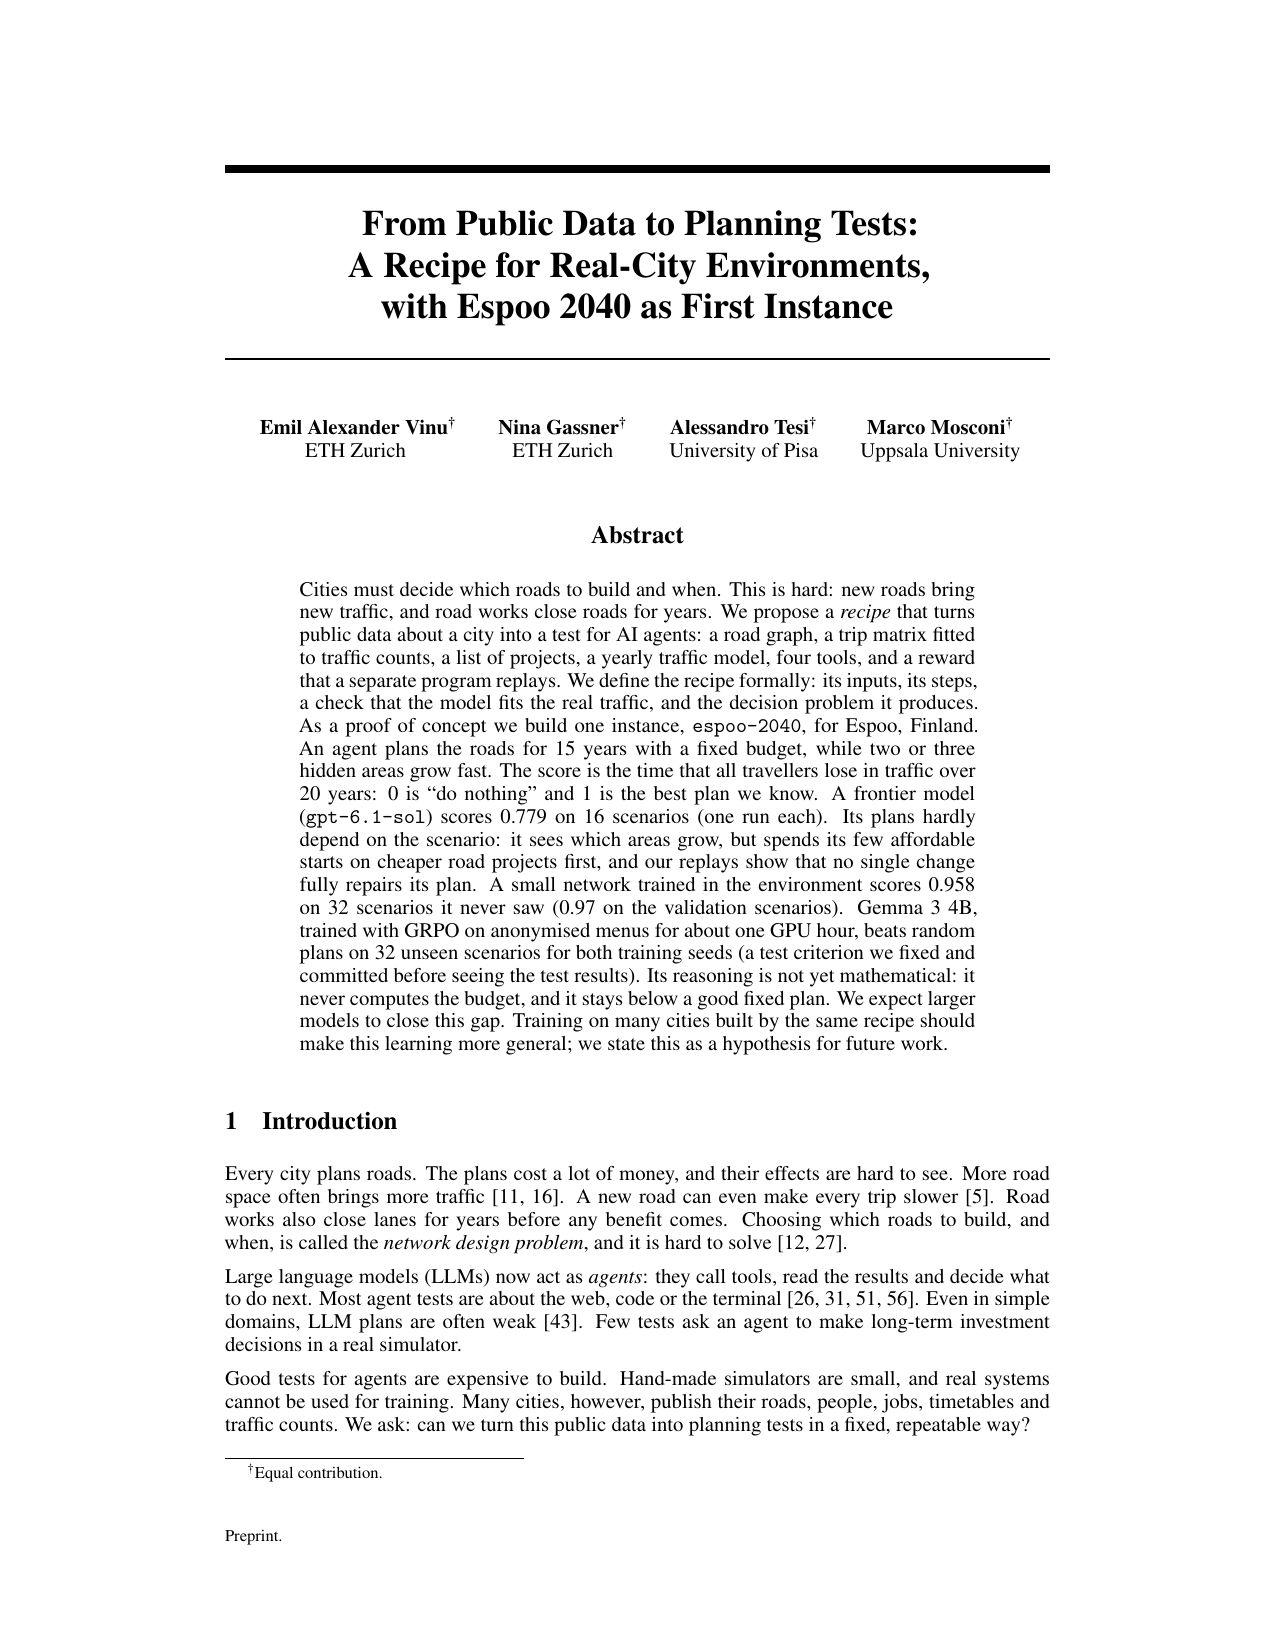 From Public Data to Planning Tests:
A Recipe for Real-City Environments,
with Espoo 2040 as First Instance
Emil Alexander Vinu† Nina Gassner† Alessandro Tesi† Marco Mosconi†
ETH Zurich ETH Zurich University of Pisa Uppsala University
Abstract
Cities must decide which roads to build and when. This is hard: new roads bring
new traffic, and road works close roads for years. We propose a recipe that turns
public data about a city into a test for AI agents: a road graph, a trip matrix fitted
to traffic counts, a list of projects, a yearly traffic model, four tools, and a reward
that a separate program replays. We define the recipe formally: its inputs, its steps,
a check that the model fits the real traffic, and the decision problem it produces.
As a proof of concept we build one instance, espoo-2040, for Espoo, Finland.
An agent plans the roads for 15 years with a fixed budget, while two or three
hidden areas grow fast. The score is the time that all travellers lose in traffic over
20 years: 0 is “do nothing” and 1 is the best plan we know. A frontier model
(gpt-6.1-sol) scores 0.779 on 16 scenarios (one run each). Its plans hardly
depend on the scenario: it sees which areas grow, but spends its few affordable
starts on cheaper road projects first, and our replays show that no single change
fully repairs its plan. A small network trained in the environment scores 0.958
on 32 scenarios it never saw (0.97 on the validation scenarios). Gemma 3 4B,
trained with GRPO on anonymised menus for about one GPU hour, beats random
plans on 32 unseen scenarios for both training seeds (a test criterion we fixed and
committed before seeing the test results). Its reasoning is not yet mathematical: it
never computes the budget, and it stays below a good fixed plan. We expect larger
models to close this gap. Training on many cities built by the same recipe should
make this learning more general; we state this as a hypothesis for future work.
1 Introduction
Every city plans roads. The plans cost a lot of money, and their effects are hard to see. More road
space often brings more traffic [11, 16]. A new road can even make every trip slower [5]. Road
works also close lanes for years before any benefit comes. Choosing which roads to build, and
when, is called the network design problem, and it is hard to solve [12, 27].
Large language models (LLMs) now act as agents: they call tools, read the results and decide what
to do next. Most agent tests are about the web, code or the terminal [26, 31, 51, 56]. Even in simple
domains, LLM plans are often weak [43]. Few tests ask an agent to make long-term investment
decisions in a real simulator.
Good tests for agents are expensive to build. Hand-made simulators are small, and real systems
cannot be used for training. Many cities, however, publish their roads, people, jobs, timetables and
traffic counts. We ask: can we turn this public data into planning tests in a fixed, repeatable way?
†Equal contribution.
Preprint.